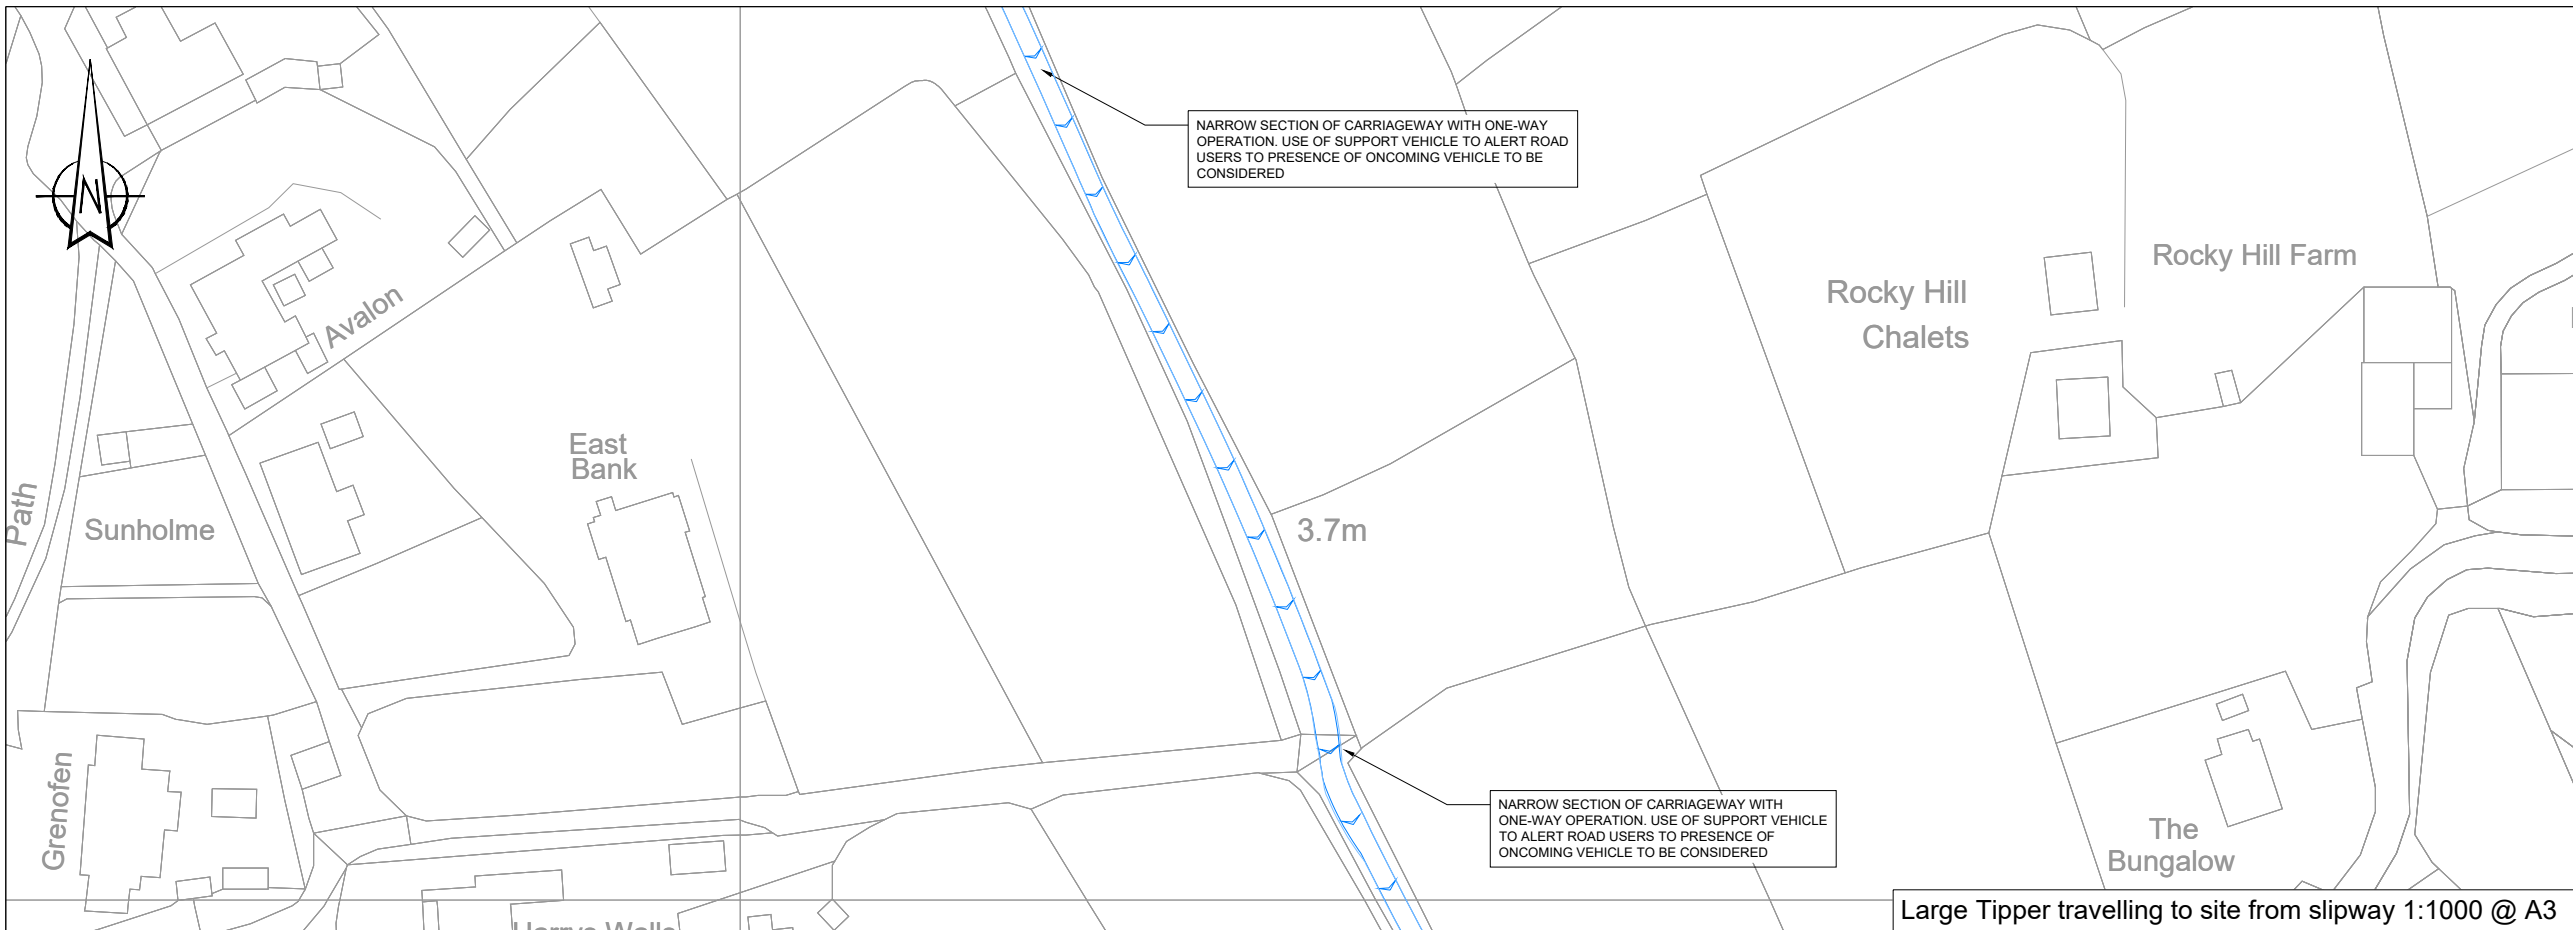 NARROW SECTION OF CARRIAGEWAY WITH ONE-WAY
OPERATION. USE OF SUPPORT VEHICLE TO ALERT ROAD
USERS TO PRESENCE OF ONCOMING VEHICLE TO BE
CONSIDERED
N
Rocky Hill Farm
Rocky Hill
Chalets
Avalon
East
Bank
Path
Sunholme
3.7m
Grenofen
NARROW SECTION OF CARRIAGEWAY WITH
ONE-WAY OPERATION. USE OF SUPPORT VEHICLE
TO ALERT ROAD USERS TO PRESENCE OF
ONCOMING VEHICLE TO BE CONSIDERED
The
Bungalow
Large Tipper travelling to site from slipway 1:1000 @ A3